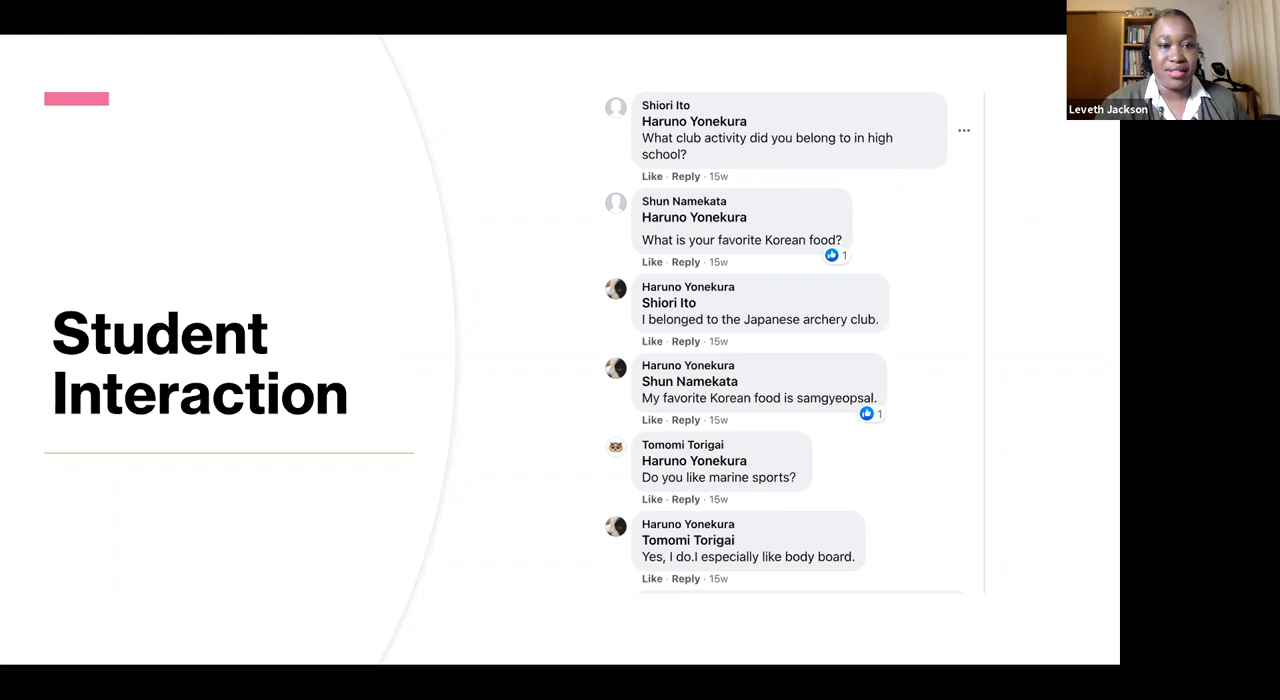 Student
Interaction
Shiori Ito
Haruno Yonekura
What club activity did you belong to in high
school?
Like · Reply · 15w
Shun Namekata
Haruno Yonekura
What is your favorite Korean food?
1
Like · Reply · 15w
Haruno Yonekura
Shiori Ito
I belonged to the Japanese archery club.
Like · Reply · 15w
Haruno Yonekura
Shun Namekata
My favorite Korean food is samgyeopsal.
1
Like · Reply · 15w
Tomomi Torigai
Haruno Yonekura
Do you like marine sports?
Like · Reply · 15w
Haruno Yonekura
Tomomi Torigai
Yes, I do.I especially like body board.
Like · Reply · 15w
Leveth Jackson